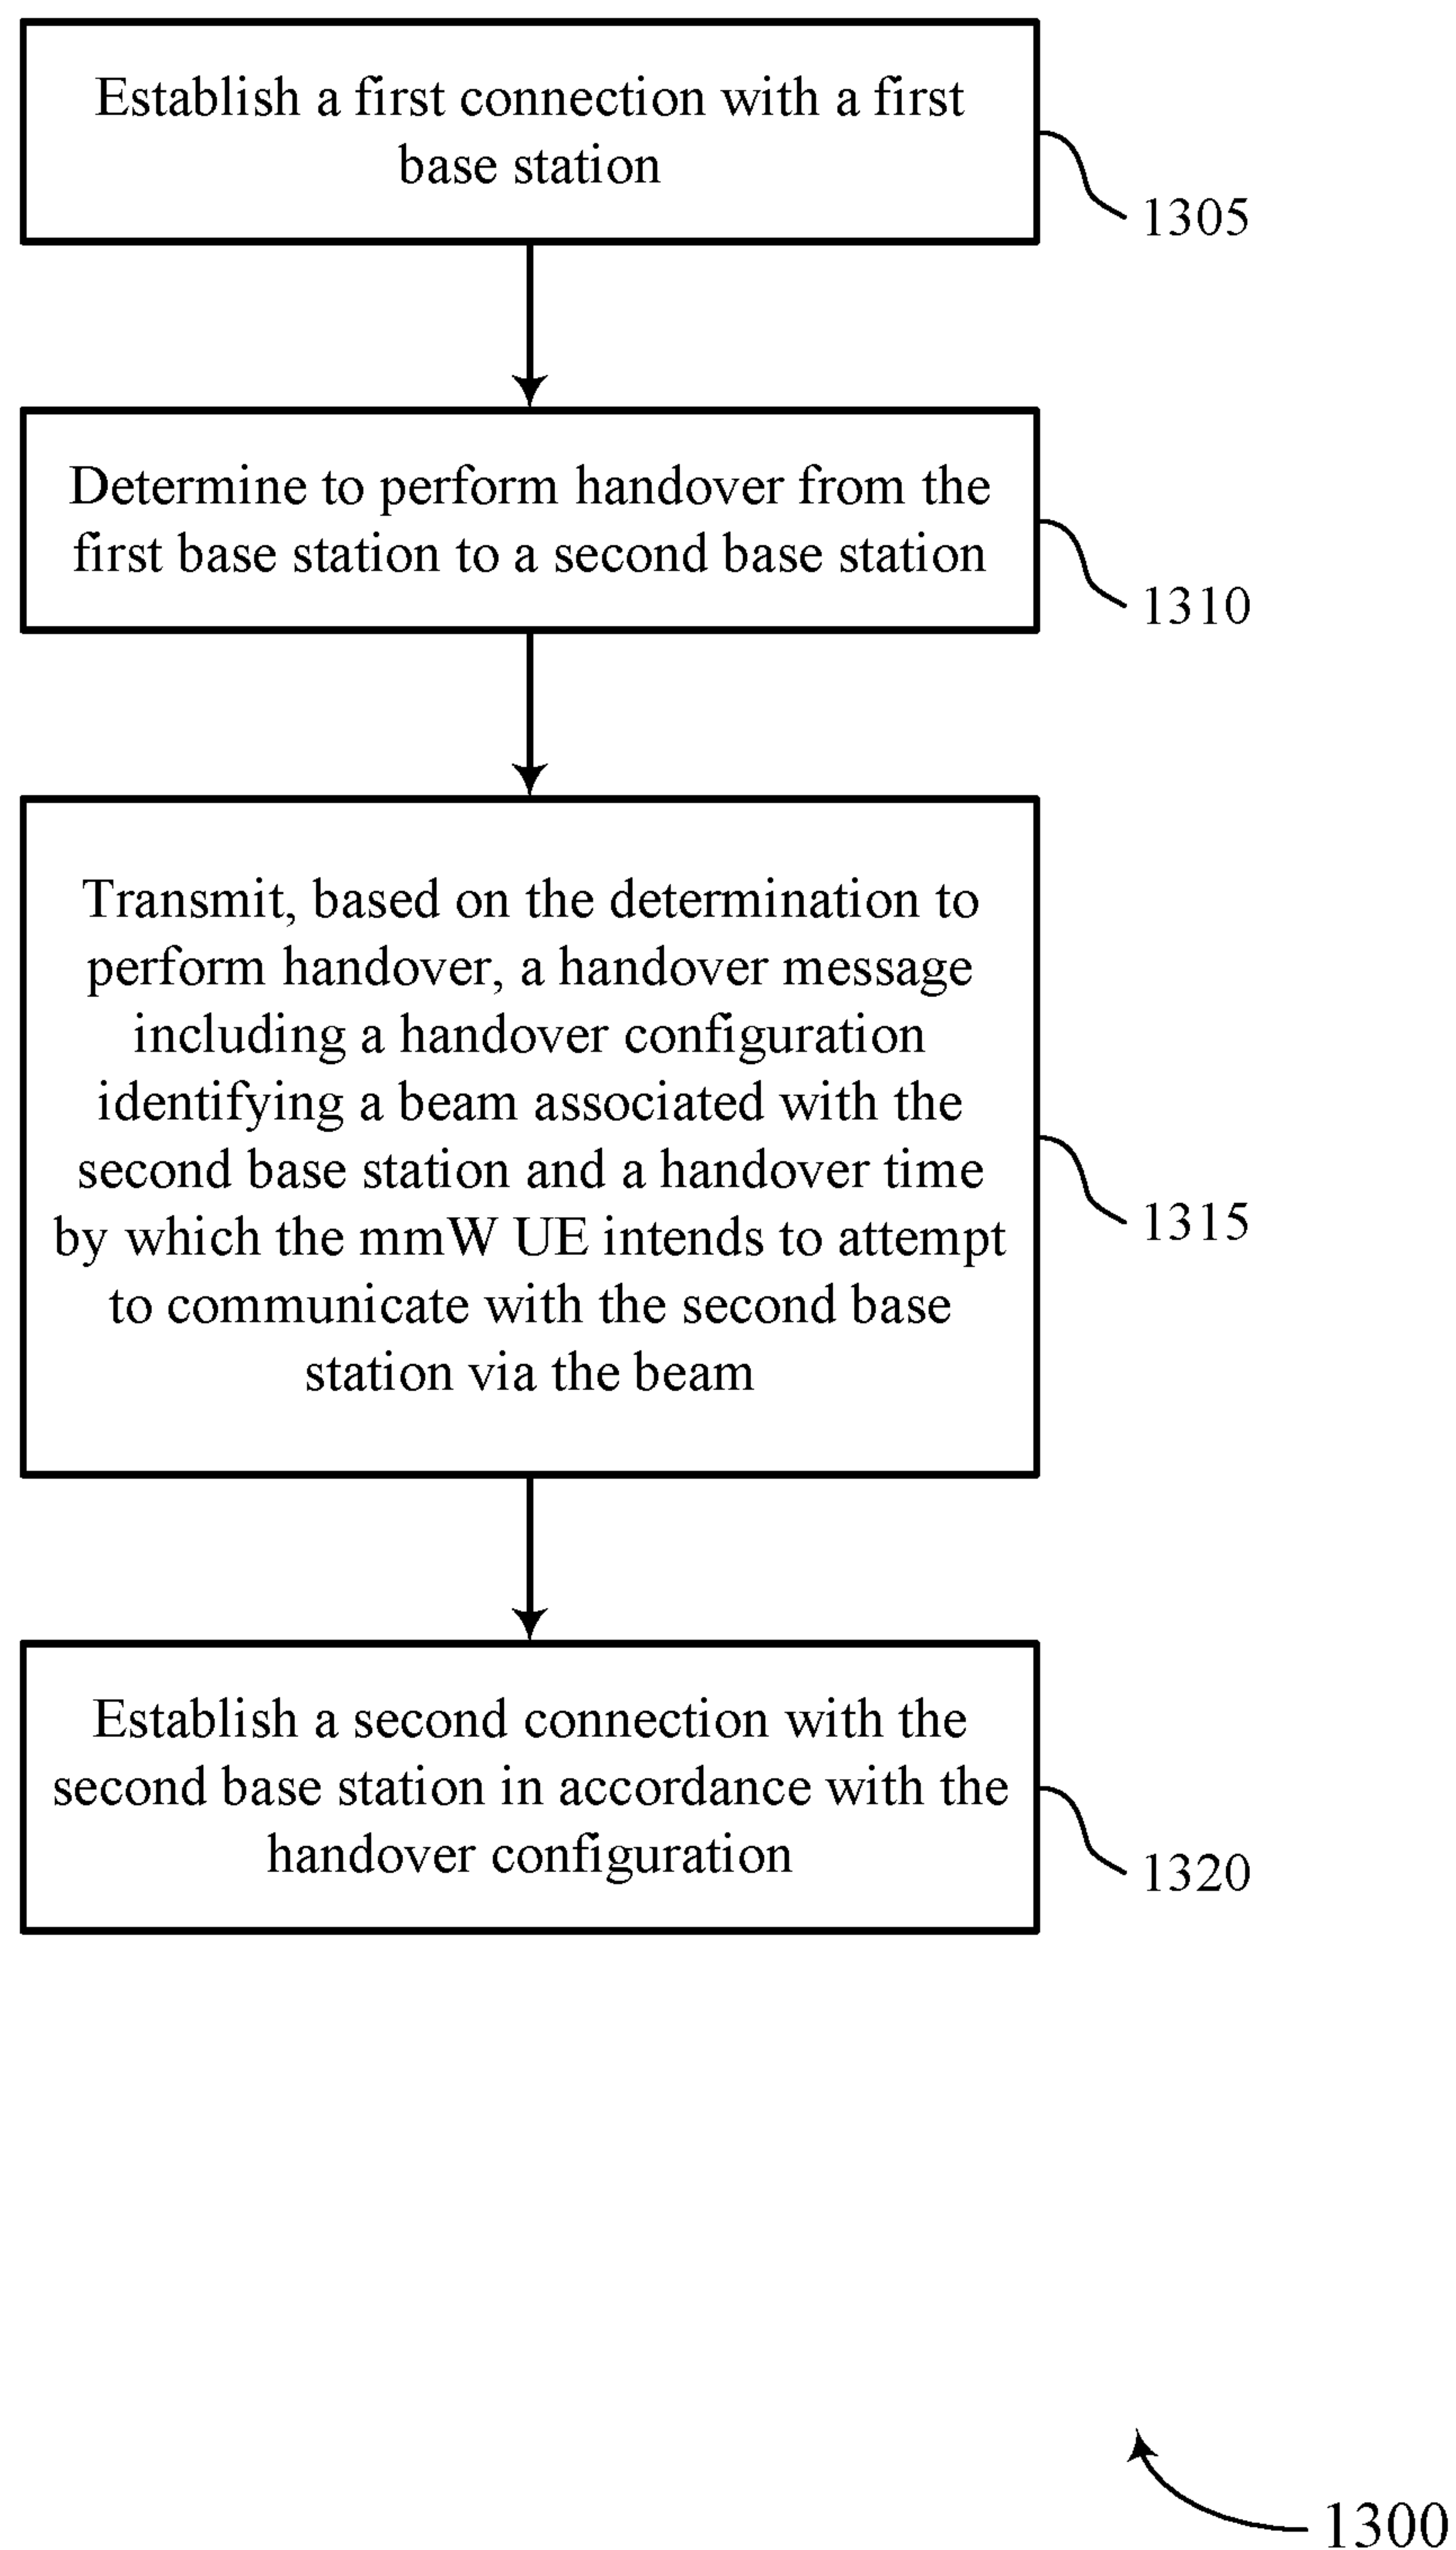 Establish a first connection with a first
base station
1305
Determine to perform handover from the
first base station to a second base station
1310
Transmit, based on the determination to
perform handover, a handover message
including a handover configuration
identifying a beam associated with the
second base station and a handover time
by which the mmW UE intends to attempt
to communicate with the second base
station via the beam
1315
Establish a second connection with the
second base station in accordance with the
handover configuration
1320
1300